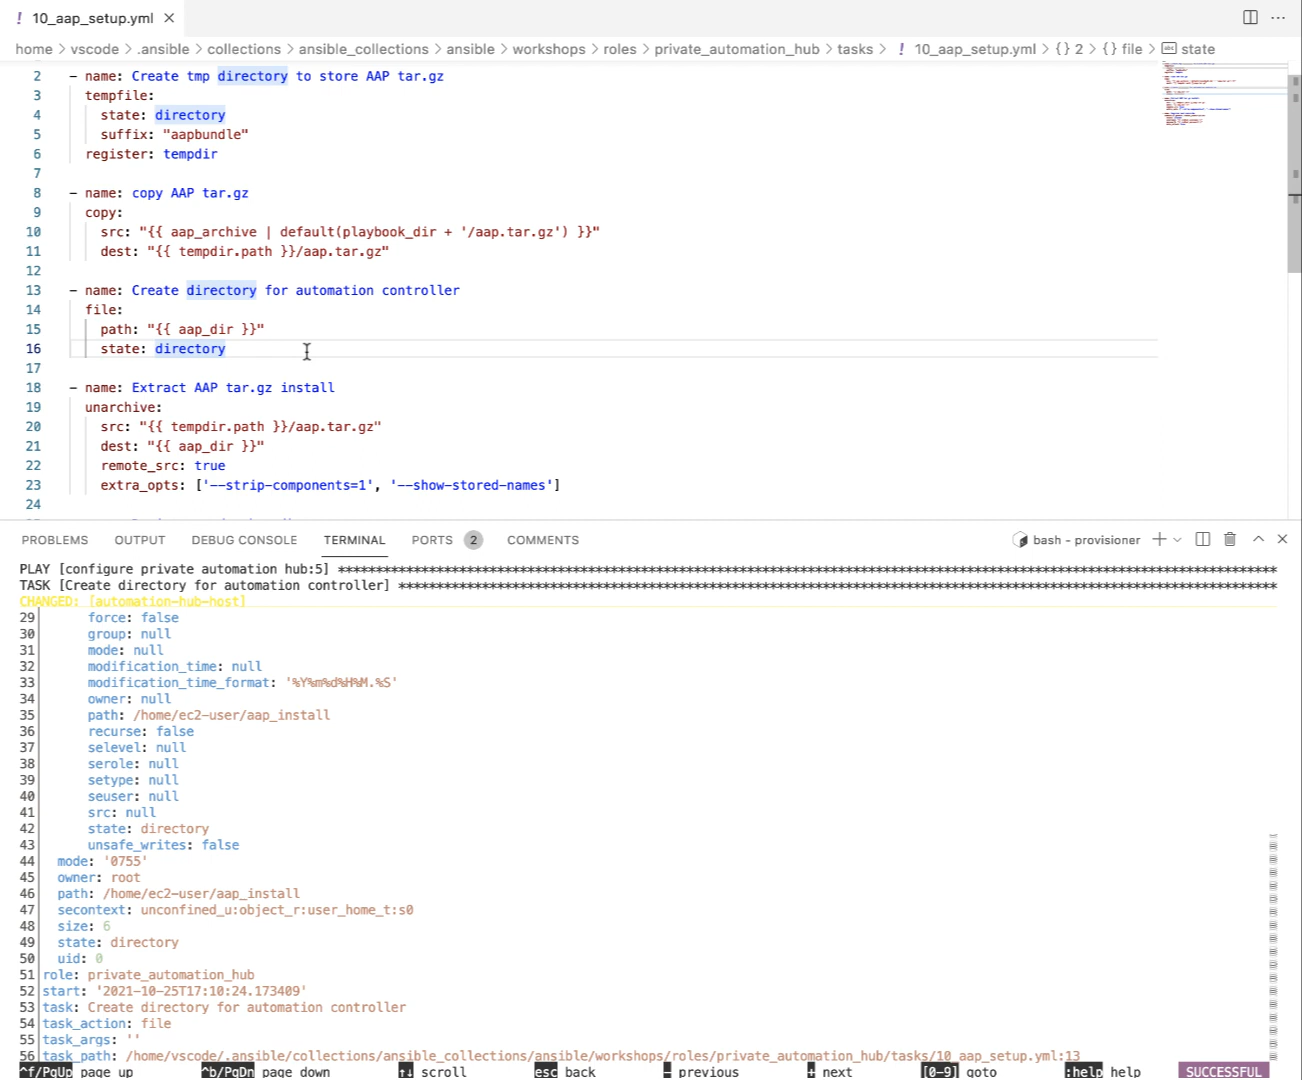 ! 10_aap_setup.yml ×
home > vscode > .ansible > collections > ansible_collections > ansible > workshops > roles > private_automation_hub > tasks > ! 10_aap_setup.yml > {} 2 > {} file > abc state
2 - name: Create tmp directory to store AAP tar.gz
3 tempfile:
4 state: directory
5 suffix: "aapbundle"
6 register: tempdir
7
8 - name: copy AAP tar.gz
9 copy:
10 src: "{{ aap_archive | default(playbook_dir + '/aap.tar.gz') }}"
11 dest: "{{ tempdir.path }}/aap.tar.gz"
12
13 - name: Create directory for automation controller
14 file:
15 path: "{{ aap_dir }}"
16 state: directory
17
18 - name: Extract AAP tar.gz install
19 unarchive:
20 src: "{{ tempdir.path }}/aap.tar.gz"
21 dest: "{{ aap_dir }}"
22 remote_src: true
23 extra_opts: ['--strip-components=1', '--show-stored-names']
24
PROBLEMS OUTPUT DEBUG CONSOLE TERMINAL PORTS 2 COMMENTS bash - provisioner
PLAY [configure private automation hub:5] ****************************************************************************************************************************
TASK [Create directory for automation controller] ********************************************************************************************************************
CHANGED: [automation-hub-host]
29 force: false
30 group: null
31 mode: null
32 modification_time: null
33 modification_time_format: '%Y%m%d%H%M.%S'
34 owner: null
35 path: /home/ec2-user/aap_install
36 recurse: false
37 selevel: null
38 serole: null
39 setype: null
40 seuser: null
41 src: null
42 state: directory
43 unsafe_writes: false
44 mode: '0755'
45 owner: root
46 path: /home/ec2-user/aap_install
47 secontext: unconfined_u:object_r:user_home_t:s0
48 size: 6
49 state: directory
50 uid: 0
51 role: private_automation_hub
52 start: '2021-10-25T17:10:24.173409'
53 task: Create directory for automation controller
54 task_action: file
55 task_args: ''
56 task_path: /home/vscode/.ansible/collections/ansible_collections/ansible/workshops/roles/private_automation_hub/tasks/10_aap_setup.yml:13
^f/PgUp page up ^b/PgDn page down ↑↓ scroll esc back - previous + next [0-9] goto :help help SUCCESSFUL